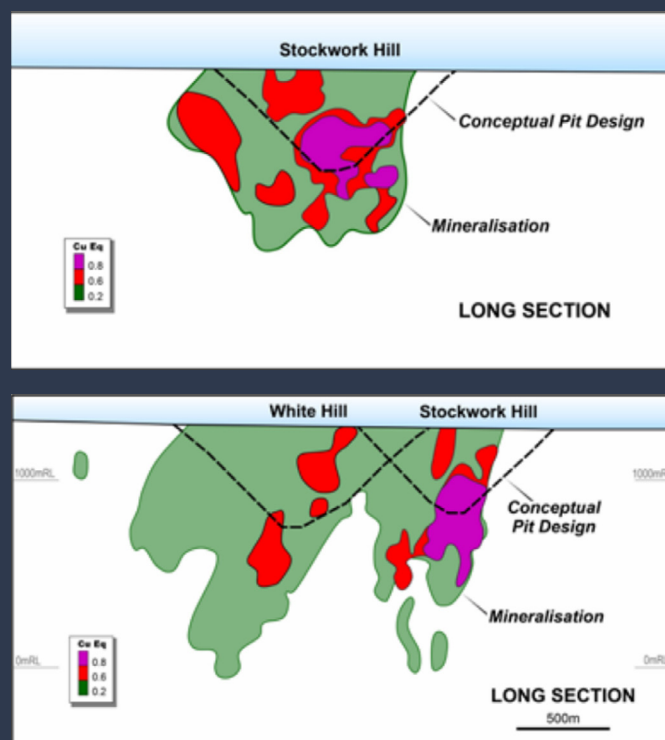 Stockwork Hill
Conceptual Pit Design
Mineralisation
Cu Eq
0.8
0.6
0.2
LONG SECTION
White Hill
Stockwork Hill
1000mRL
1000mR
Conceptual
Pit Design
Mineralisation
Cu Eq
0.8
0.6
0.2
0mRL
0mRl
LONG SECTION
500m